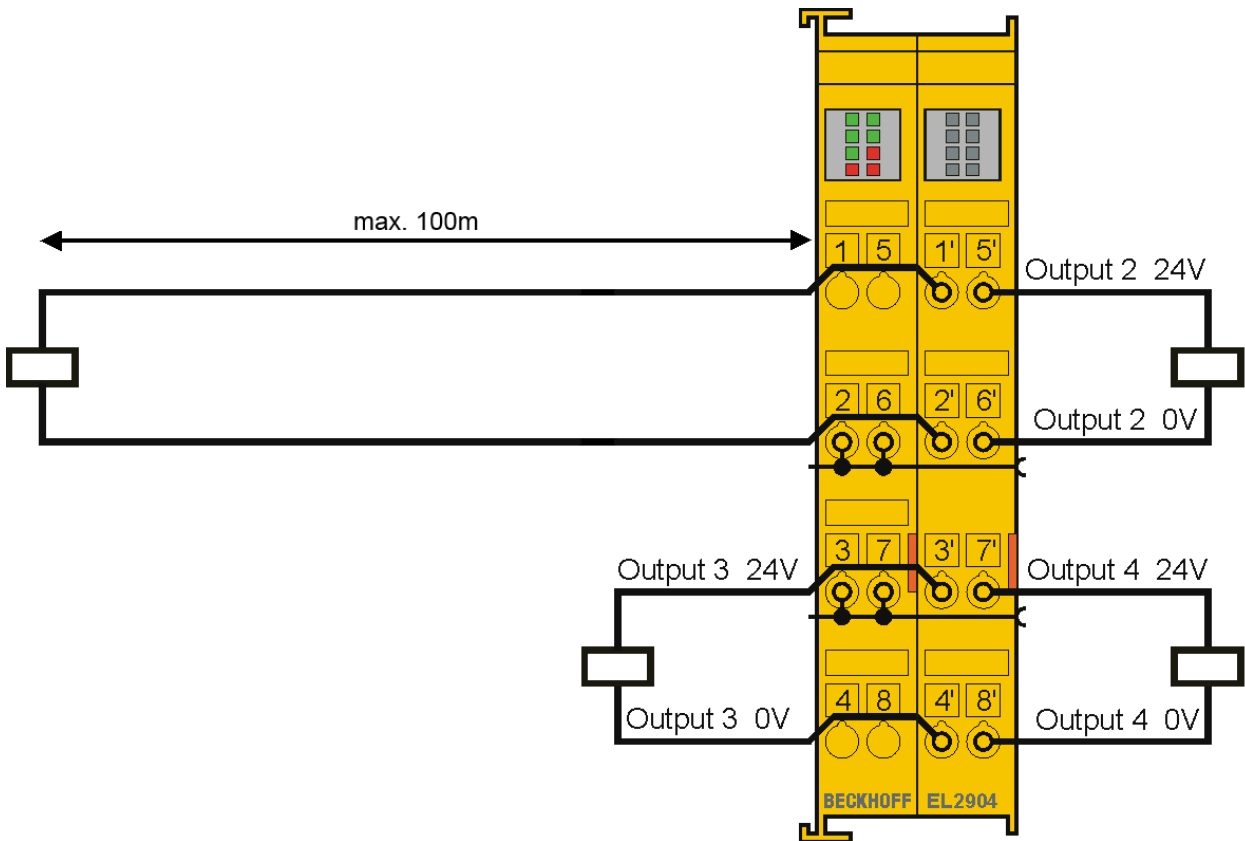 max. 100m
1 5 1' 5'
Output 2 24V
2 6 2' 6'
Output 2 0V
3 7 3' 7'
Output 3 24V
Output 4 24V
4 8 4' 8'
Output 3 0V
Output 4 0V
BECKHOFF EL2904